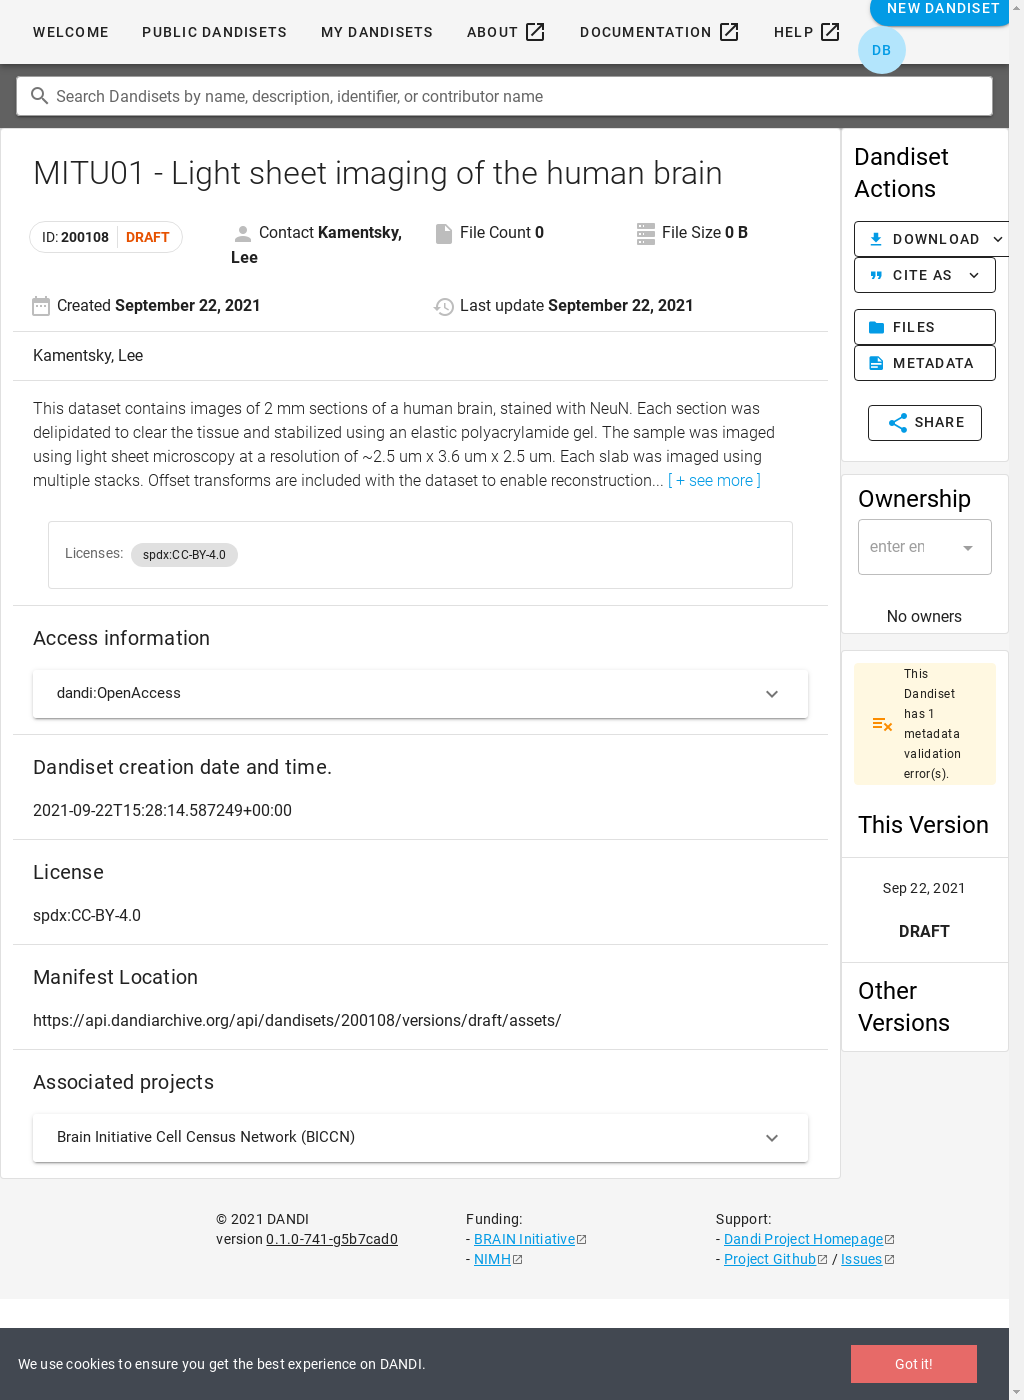 WELCOME PUBLIC DANDISETS MY DANDISETS ABOUT DOCUMENTATION HELP NEW DANDISET
DB
Search Dandisets by name, description, identifier, or contributor name
MITU01 - Light sheet imaging of the human brain
ID: 200108 DRAFT
Contact Kamentsky, Lee
File Count 0
File Size 0 B
Created September 22, 2021
Last update September 22, 2021
Kamentsky, Lee
This dataset contains images of 2 mm sections of a human brain, stained with NeuN. Each section was
delipidated to clear the tissue and stabilized using an elastic polyacrylamide gel. The sample was imaged
using light sheet microscopy at a resolution of ~2.5 um x 3.6 um x 2.5 um. Each slab was imaged using
multiple stacks. Offset transforms are included with the dataset to enable reconstruction... [ + see more ]
Licenses: spdx:CC-BY-4.0
Access information
dandi:OpenAccess
Dandiset creation date and time.
2021-09-22T15:28:14.587249+00:00
License
spdx:CC-BY-4.0
Manifest Location
https://api.dandiarchive.org/api/dandisets/200108/versions/draft/assets/
Associated projects
Brain Initiative Cell Census Network (BICCN)
Dandiset
Actions
DOWNLOAD
CITE AS
FILES
METADATA
SHARE
Ownership
enter en
No owners
This
Dandiset
has 1
metadata
validation
error(s).
This Version
Sep 22, 2021
DRAFT
Other
Versions
© 2021 DANDI
version 0.1.0-741-g5b7cad0
Funding:
- BRAIN Initiative
- NIMH
Support:
- Dandi Project Homepage
- Project Github / Issues
We use cookies to ensure you get the best experience on DANDI.
Got it!